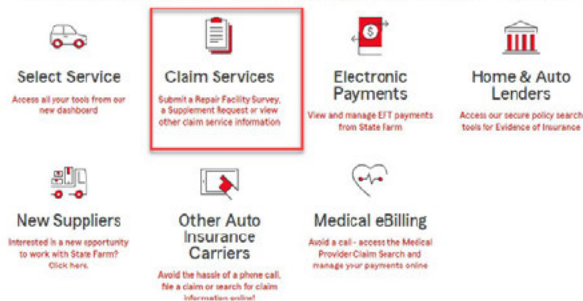 Select Service
Access all your tools from our
new dashboard
Claim Services
Submit a Repair Facility Survey,
a Supplement Request or view
other claim service information
Electronic
Payments
View and manage EFT payments
from State Farm
Home & Auto
Lenders
Access our secure policy search
tools for Evidence of Insurance
New Suppliers
Interested in a new opportunity
to work with State Farm?
Click here.
Other Auto
Insurance
Carriers
Avoid the hassle of a phone call,
file a claim or search for claim
information online!
Medical eBilling
Avoid a call - access the Medical
Provider Claim Search and
manage your payments online